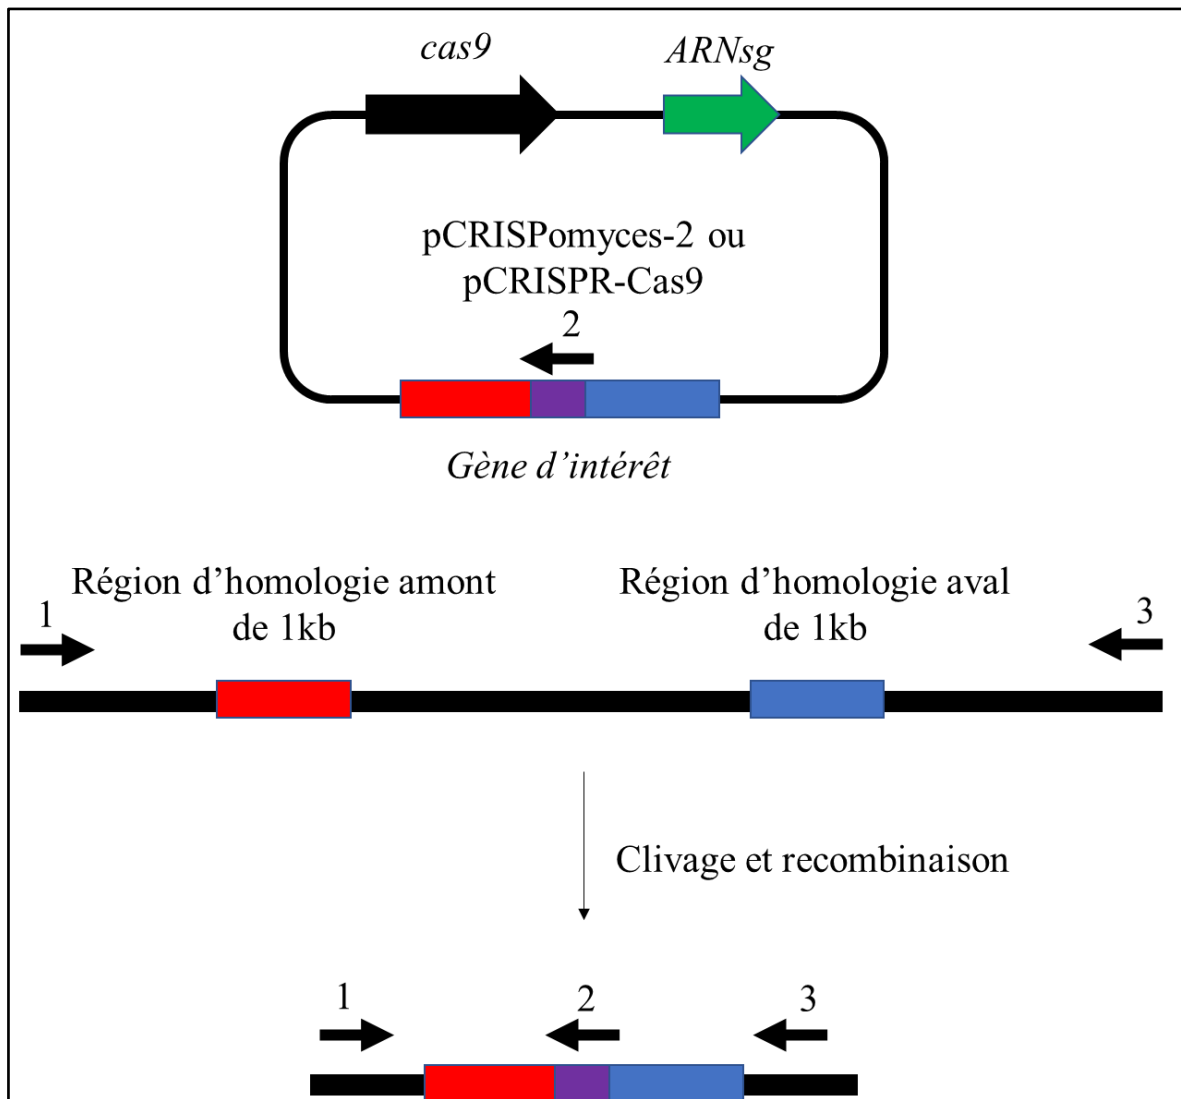 cas9
ARNsg
pCRISPomyces-2 ou
pCRISPR-Cas9
2
Gène d’intérêt
Région d’homologie amont
de 1kb
Région d’homologie aval
de 1kb
1
3
Clivage et recombinaison
1
2
3